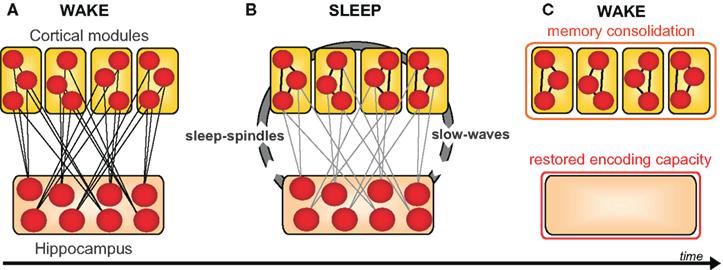 A WAKE
Cortical modules
Hippocampus
B SLEEP
sleep-spindles
slow-waves
C WAKE
memory consolidation
restored encoding capacity
time